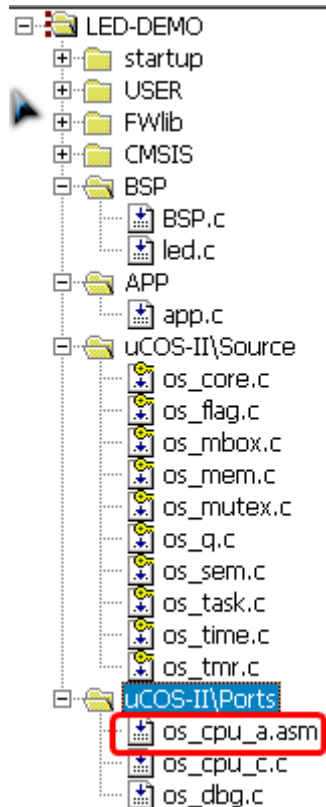 LED-DEMO
startup
USER
FWlib
CMSIS
BSP
BSP.c
led.c
APP
app.c
uCOS-II\Source
os_core.c
os_flag.c
os_mbox.c
os_mem.c
os_mutex.c
os_q.c
os_sem.c
os_task.c
os_time.c
os_tmr.c
uCOS-II\Ports
os_cpu_a.asm
os_cpu_c.c
os_dbg.c